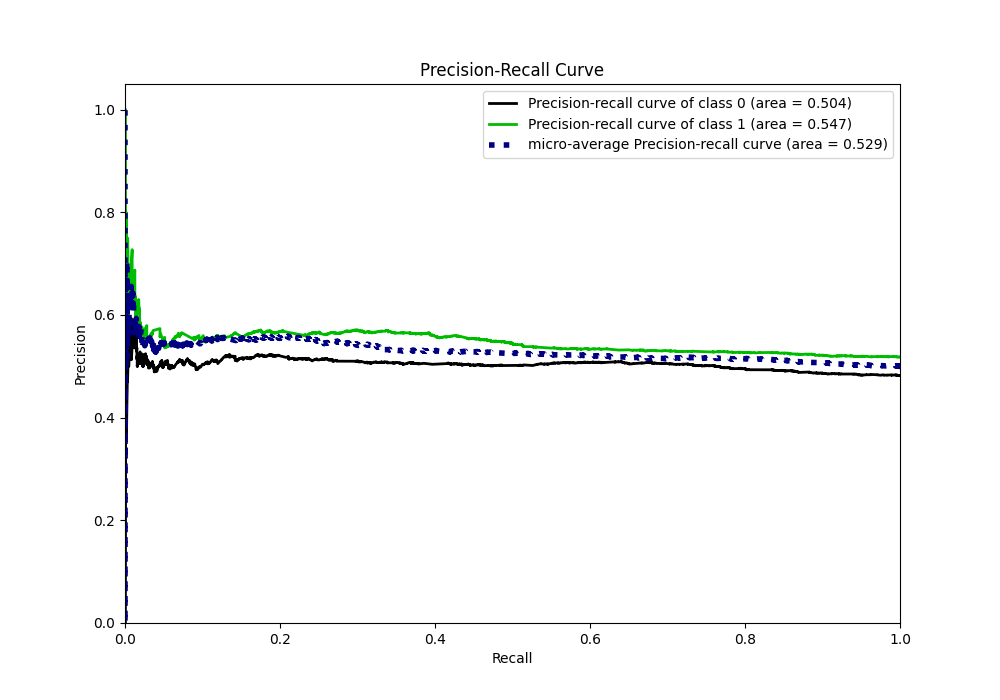 Precision-Recall Curve
Precision-recall curve of class 0 (area = 0.504)
Precision-recall curve of class 1 (area = 0.547)
micro-average Precision-recall curve (area = 0.529)
1.0
0.8
0.6
0.4
0.2
0.0
Precision
0.0 0.2 0.4 0.6 0.8 1.0
Recall